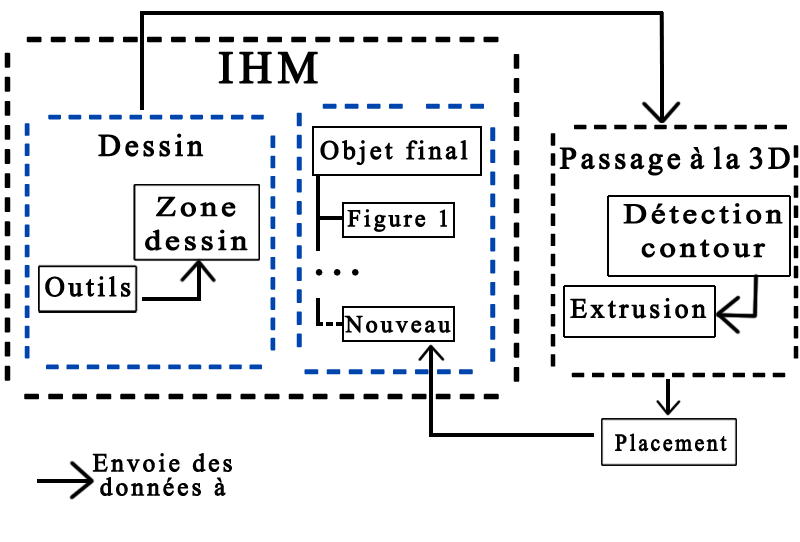 IHM
Dessin
Zone
dessin
Outils
Objet final
Figure 1
...
Nouveau
Passage à la 3D
Détection
contour
Extrusion
Placement
Envoie des
données à